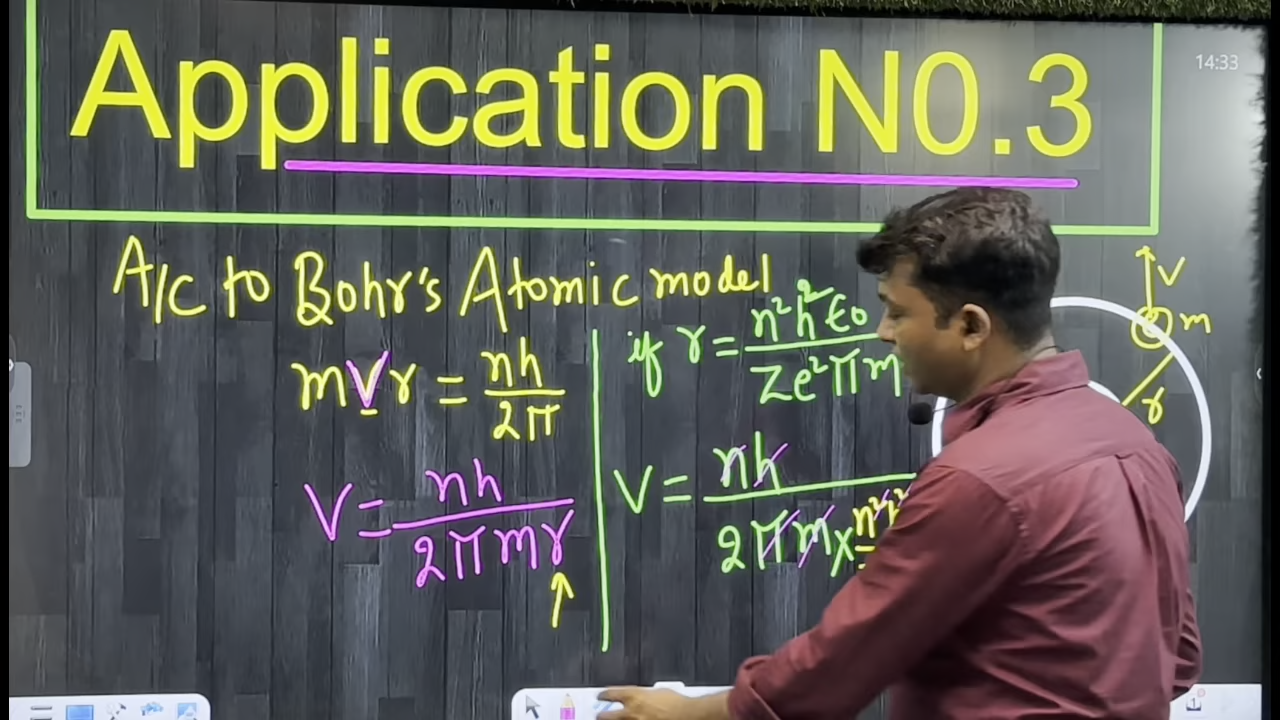 Application N0.3
14:33
A/C to Bohr's Atomic model
mVr = nh/2π
V = nh/2πmr
if r = n²h²ε₀/Ze²πm
V = nh/2πm×n²
V
m
r